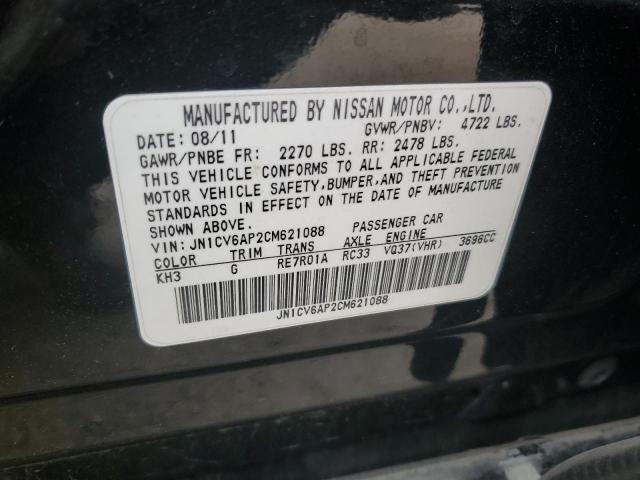 MANUFACTURED BY NISSAN MOTOR CO.,LTD.
DATE: 08/11 GVWR/PNBV: 4722 LBS.
GAWR/PNBE FR: 2270 LBS. RR: 2478 LBS.
THIS VEHICLE CONFORMS TO ALL APPLICABLE FEDERAL
MOTOR VEHICLE SAFETY,BUMPER,AND THEFT PREVENTION
STANDARDS IN EFFECT ON THE DATE OF MANUFACTURE
SHOWN ABOVE.
VIN: JN1CV6AP2CM621088 PASSENGER CAR
COLOR TRIM TRANS AXLE ENGINE
KH3 G RE7R01A RC33 VQ37(VHR) 3696CC
JN1CV6AP2CM621088